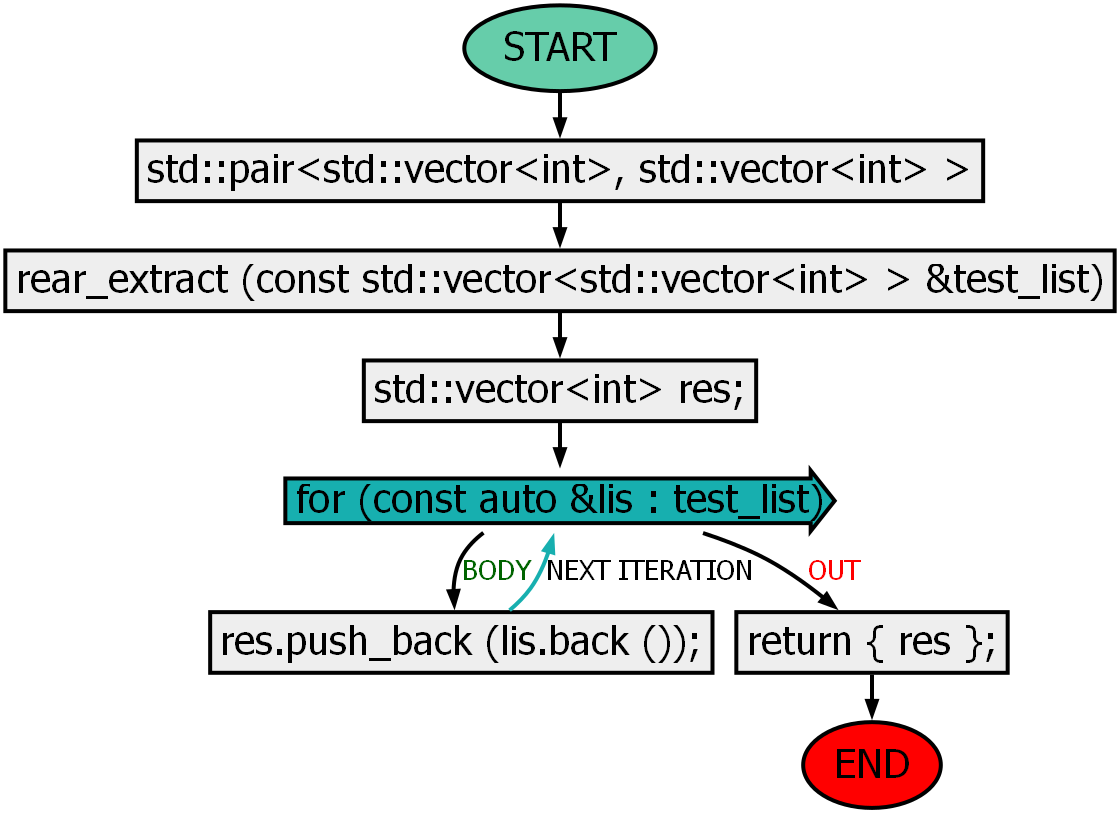 START
std::pair<std::vector<int>, std::vector<int> >
rear_extract (const std::vector<std::vector<int> > &test_list)
std::vector<int> res;
for (const auto &lis : test_list)
BODY
NEXT ITERATION
OUT
res.push_back (lis.back ());
return { res };
END